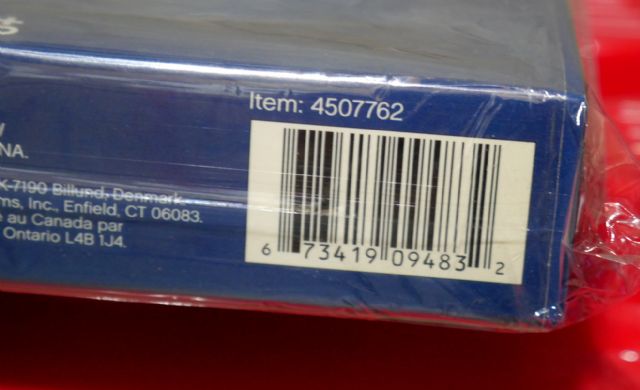 Item: 4507762
NA.
K-7190 Billund, Denmark.
ms, Inc., Enfield, CT 06083.
e au Canada par
Ontario L4B 1J4.
6 73419 09483 2